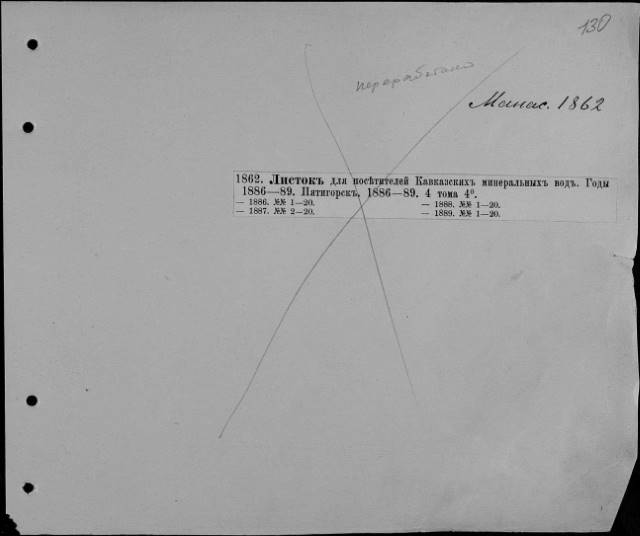 130
переработано
Манас. 1862
1862. Листокъ для посѣтителей Кавказскихъ минеральныхъ водъ. Годы
1886—89. Пятигорскъ, 1886—89. 4 тома 4⁰.
— 1886. №№ 1—20.
— 1887. №№ 2—20.
— 1888. №№ 1—20.
— 1889. №№ 1—20.